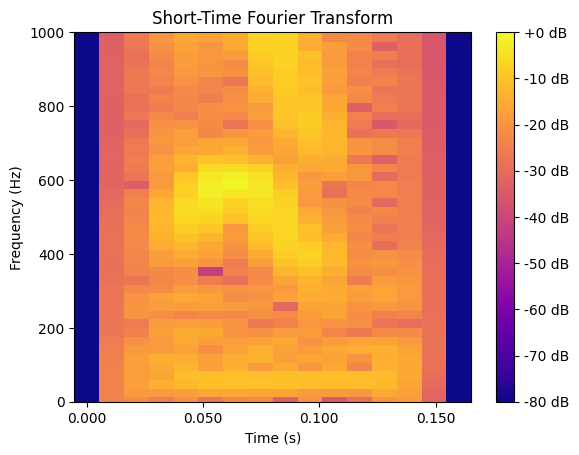 Short-Time Fourier Transform
1000
800
600
400
200
0
Frequency (Hz)
0.000
0.050
0.100
0.150
Time (s)
+0 dB
-10 dB
-20 dB
-30 dB
-40 dB
-50 dB
-60 dB
-70 dB
-80 dB